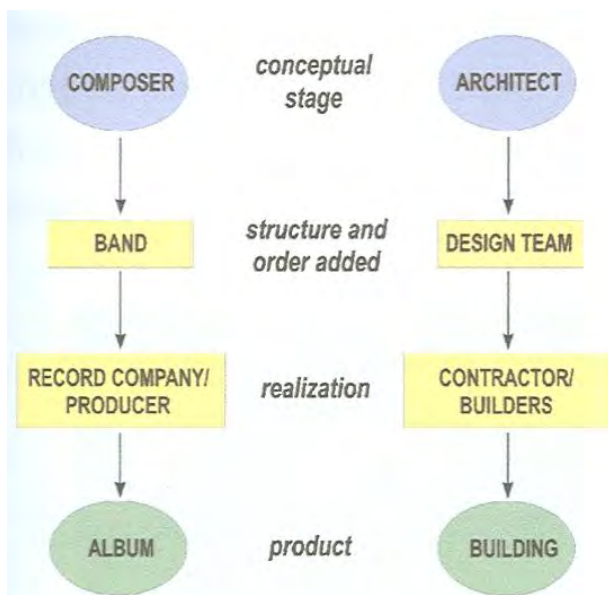 COMPOSER
conceptual
stage
ARCHITECT
BAND
structure and
order added
DESIGN TEAM
RECORD COMPANY/
PRODUCER
realization
CONTRACTOR/
BUILDERS
ALBUM
product
BUILDING